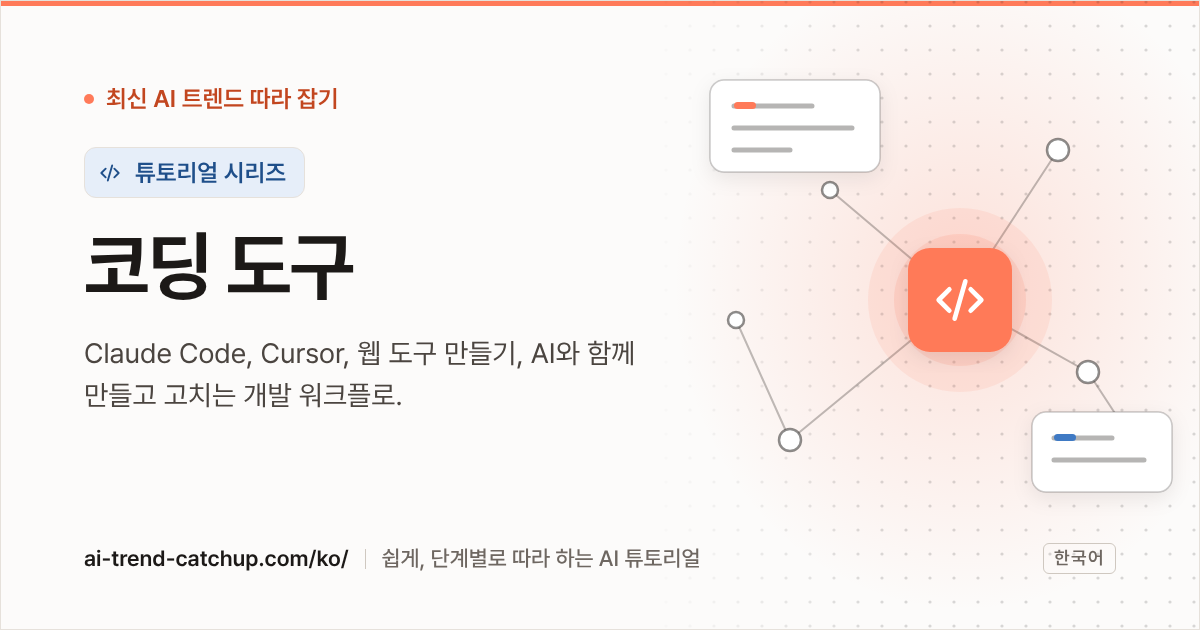 최신 AI 트렌드 따라 잡기
</> 튜토리얼 시리즈
코딩 도구
Claude Code, Cursor, 웹 도구 만들기, AI와 함께
만들고 고치는 개발 워크플로.
</>
ai-trend-catchup.com/ko/ | 쉽게, 단계별로 따라 하는 AI 튜토리얼
한국어